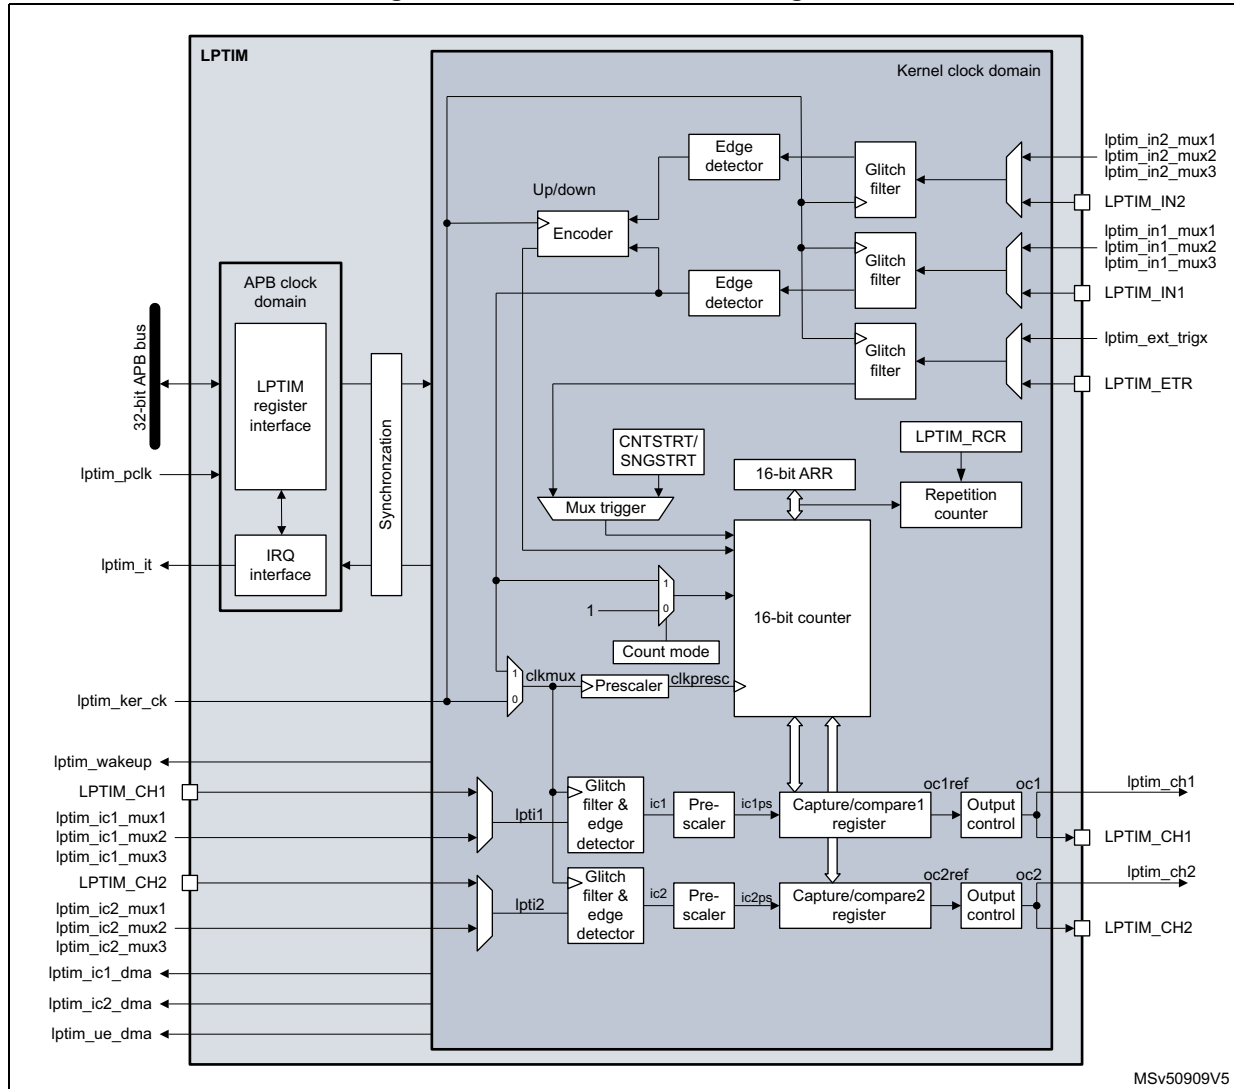 LPTIM
Kernel clock domain
lptim_in2_mux1
lptim_in2_mux2
lptim_in2_mux3
LPTIM_IN2
lptim_in1_mux1
lptim_in1_mux2
lptim_in1_mux3
LPTIM_IN1
lptim_ext_trigx
LPTIM_ETR
Edge
detector
Glitch
filter
Up/down
Encoder
Glitch
filter
Edge
detector
Glitch
filter
APB clock
domain
32-bit APB bus
LPTIM
register
interface
Synchronzation
lptim_pclk
IRQ
interface
lptim_it
CNTSTRT/
SNGSTRT
LPTIM_RCR
16-bit ARR
Mux trigger
Repetition
counter
1
0
1
16-bit counter
Count mode
1
0
clkmux
Prescaler
clkpresc
lptim_ker_ck
lptim_wakeup
LPTIM_CH1
lptim_ic1_mux1
lptim_ic1_mux2
lptim_ic1_mux3
lpti1
Glitch
filter &
edge
detector
ic1
Pre-
scaler
ic1ps
Capture/compare1
register
oc1ref
Output
control
oc1
lptim_ch1
LPTIM_CH1
LPTIM_CH2
lptim_ic2_mux1
lptim_ic2_mux2
lptim_ic2_mux3
lpti2
Glitch
filter &
edge
detector
ic2
Pre-
scaler
ic2ps
Capture/compare2
register
oc2ref
Output
control
oc2
lptim_ch2
LPTIM_CH2
lptim_ic1_dma
lptim_ic2_dma
lptim_ue_dma
MSv50909V5